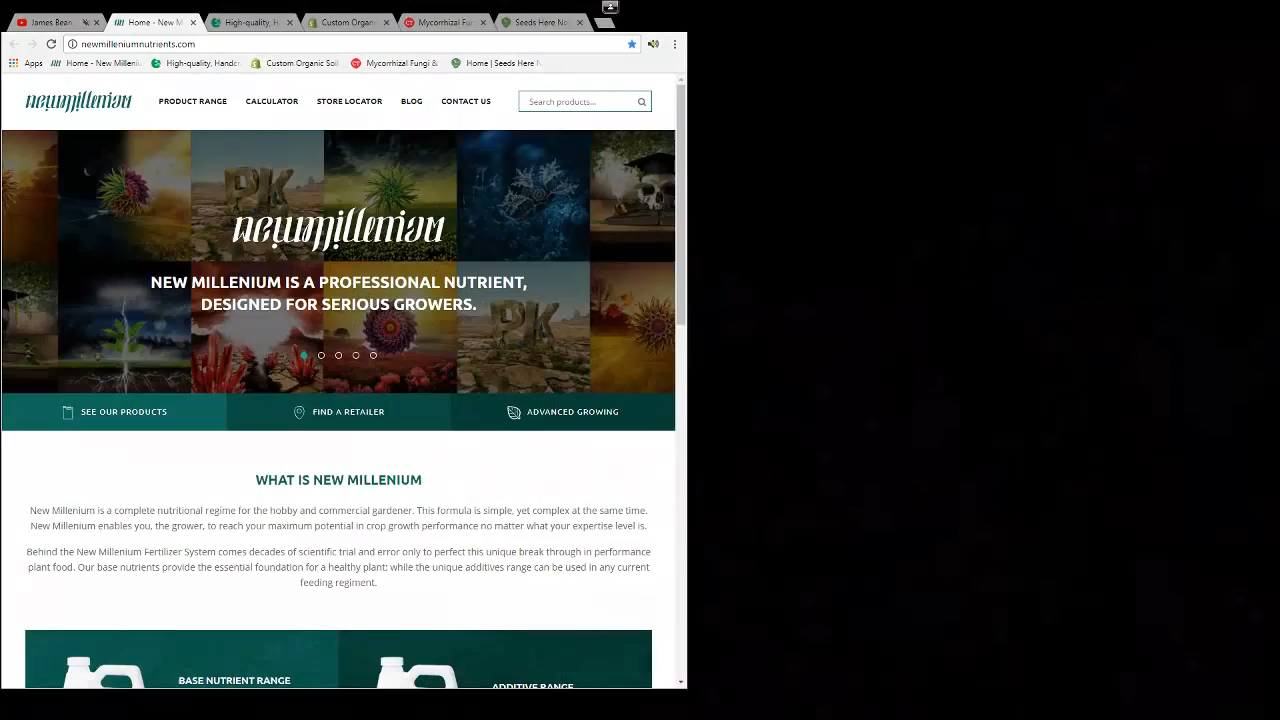 James Bean
Home - New M
High-quality, H
Custom Organi
Mycorrhizal Fun
Seeds Here No
newmilleniumnutrients.com
Apps
Home - New Milleniu
High-quality, Handcr
Custom Organic Soil
Mycorrhizal Fungi &
Home | Seeds Here N
newmillenium
PRODUCT RANGE
CALCULATOR
STORE LOCATOR
BLOG
CONTACT US
Search products...
PK
newmillenium
NEW MILLENIUM IS A PROFESSIONAL NUTRIENT,
DESIGNED FOR SERIOUS GROWERS.
PK
SEE OUR PRODUCTS
FIND A RETAILER
ADVANCED GROWING
WHAT IS NEW MILLENIUM
New Millenium is a complete nutritional regime for the hobby and commercial gardener. This formula is simple, yet complex at the same time.
New Millenium enables you, the grower, to reach your maximum potential in crop growth performance no matter what your expertise level is.
Behind the New Millenium Fertilizer System comes decades of scientific trial and error only to perfect this unique break through in performance
plant food. Our base nutrients provide the essential foundation for a healthy plant; while the unique additives range can be used in any current
feeding regiment.
BASE NUTRIENT RANGE
ADDITIVE RANGE